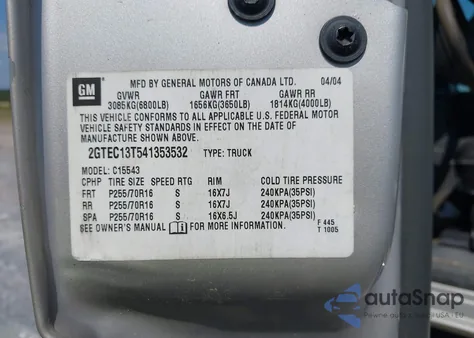 GM
MFD BY GENERAL MOTORS OF CANADA LTD. 04/04
GVWR GAWR FRT GAWR RR
3085KG(6800LB) 1656KG(3650LB) 1814KG(4000LB)
THIS VEHICLE CONFORMS TO ALL APPLICABLE U.S. FEDERAL MOTOR
VEHICLE SAFETY STANDARDS IN EFFECT ON THE DATE OF
MANUFACTURE SHOWN ABOVE.
2GTEC13T541353532 TYPE: TRUCK
MODEL: C15543
CPHP TIRE SIZE SPEED RTG RIM COLD TIRE PRESSURE
FRT P255/70R16 S 16X7J 240KPA(35PSI)
RR P255/70R16 S 16X7J 240KPA(35PSI)
SPA P255/70R16 S 16X6.5J 240KPA(35PSI)
SEE OWNER'S MANUAL FOR MORE INFORMATION. F 445
T 1005
autoSnap